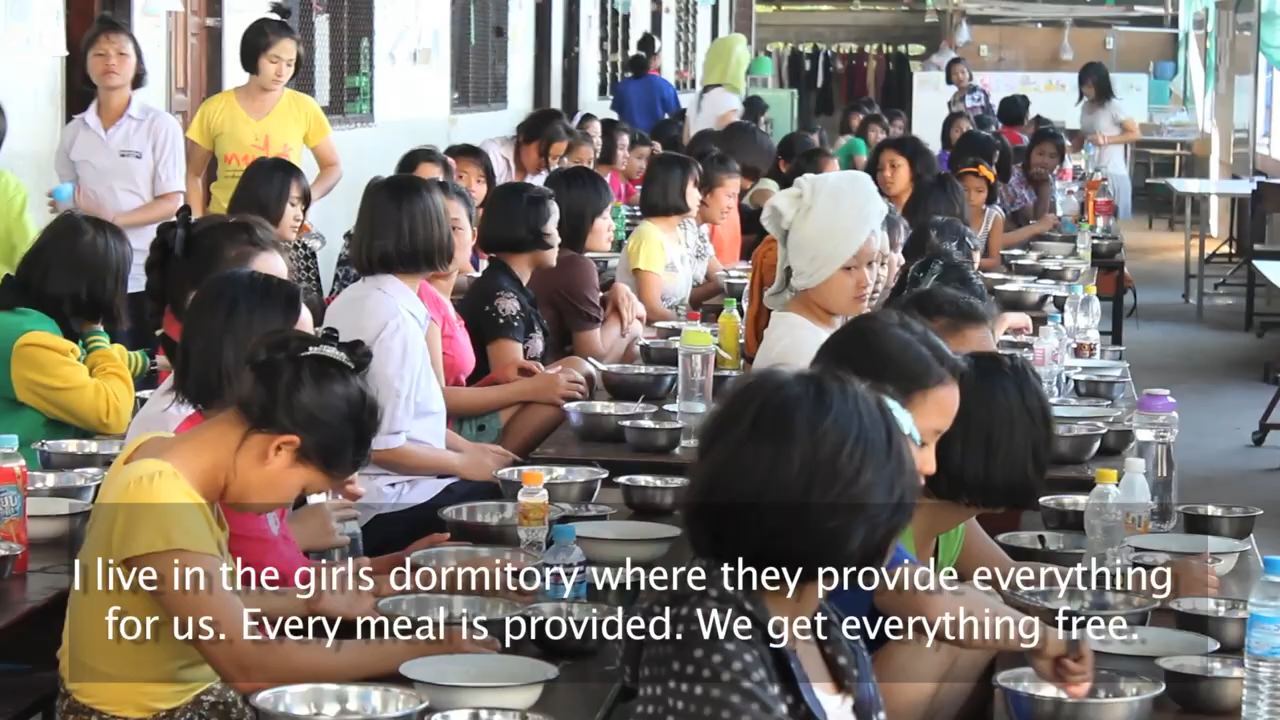 I live in the girls dormitory where they provide everything
for us. Every meal is provided. We get everything free.